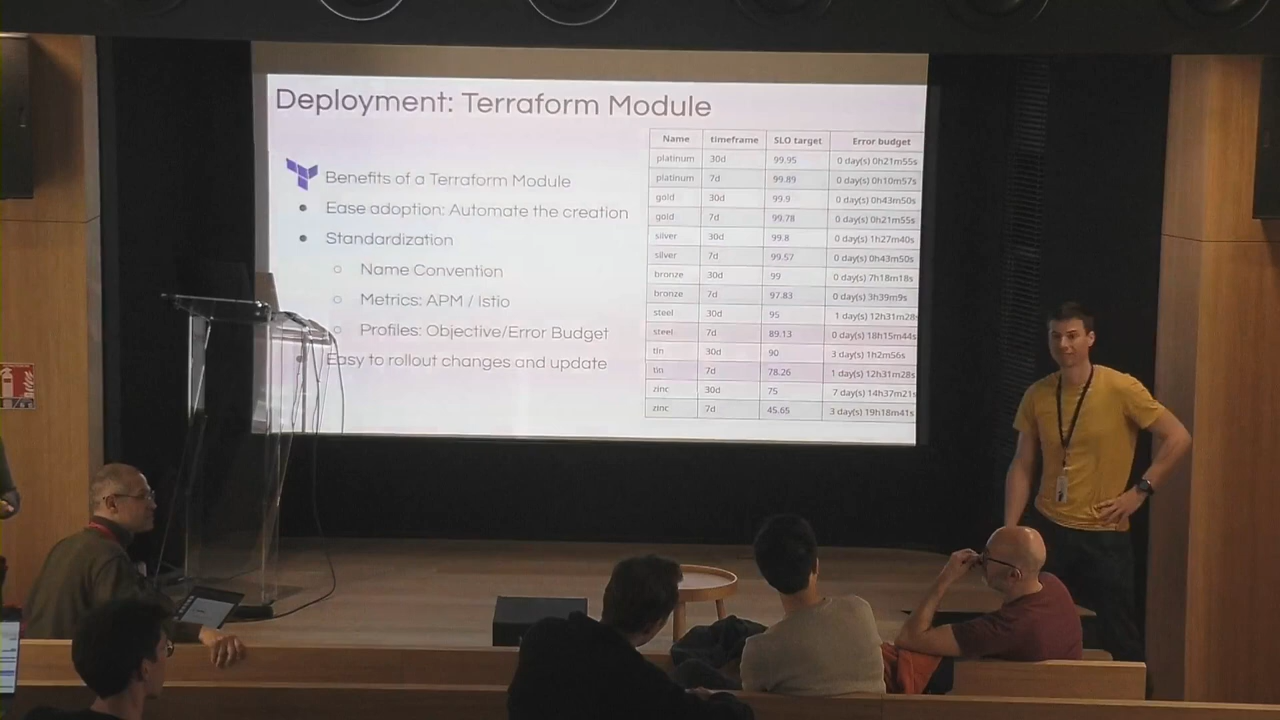 Deployment: Terraform Module
Benefits of a Terraform Module
Ease adoption: Automate the creation
Standardization
Name Convention
Metrics: APM / Istio
Profiles: Objective/Error Budget
Easy to rollout changes and update
Name timeframe SLO target Error budget
platinum 30d 99.95 0 day(s) 0h21m55s
platinum 7d 99.89 0 day(s) 0h10m57s
gold 30d 99.9 0 day(s) 0h43m50s
gold 7d 99.78 0 day(s) 0h21m55s
silver 30d 99.8 0 day(s) 1h27m40s
silver 7d 99.57 0 day(s) 0h43m50s
bronze 30d 99 0 day(s) 7h18m18s
bronze 7d 97.83 0 day(s) 3h39m9s
steel 30d 95 1 day(s) 12h31m28s
steel 7d 89.13 0 day(s) 18h15m44s
tin 30d 90 3 day(s) 1h2m56s
tin 7d 78.26 1 day(s) 12h31m28s
zinc 30d 75 7 day(s) 14h37m21s
zinc 7d 45.65 3 day(s) 19h18m41s